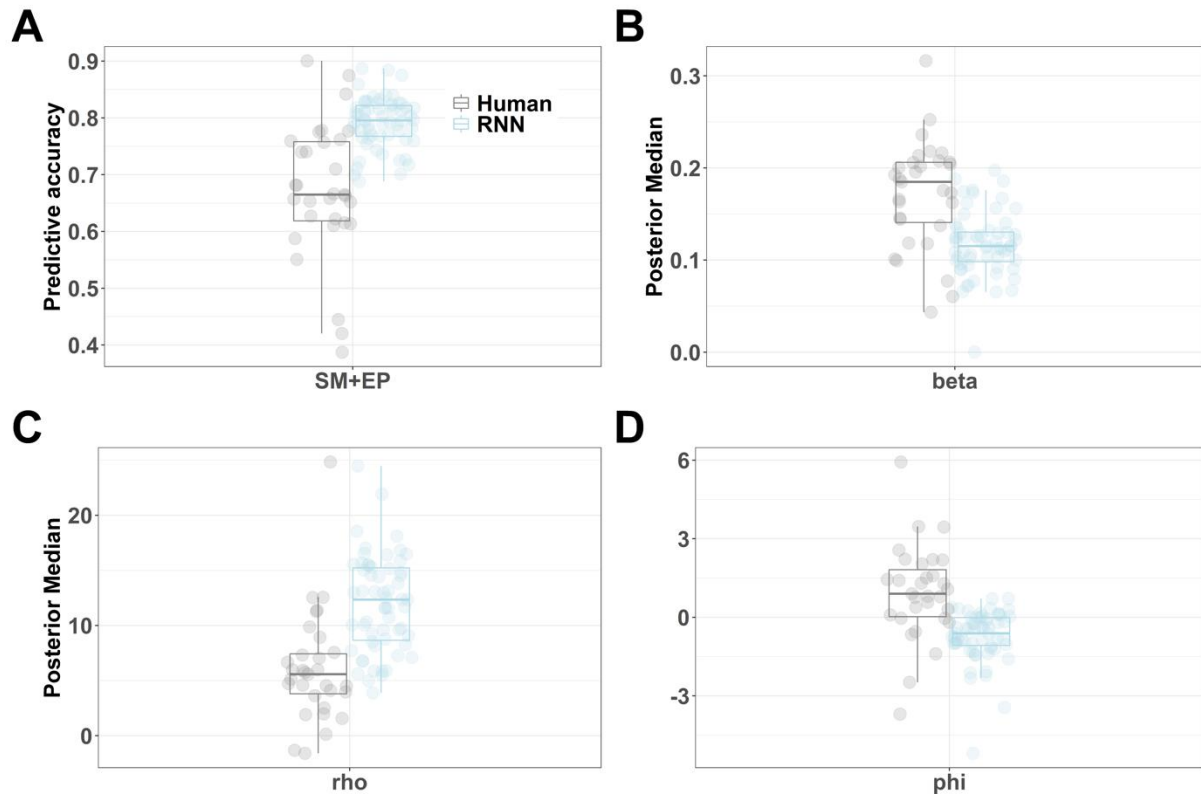 A
Predictive accuracy
0.9
0.8
0.7
0.6
0.5
0.4
Human
RNN
SM+EP
B
Posterior Median
0.3
0.2
0.1
0.0
beta
C
Posterior Median
20
10
0
rho
D
6
3
0
-3
phi